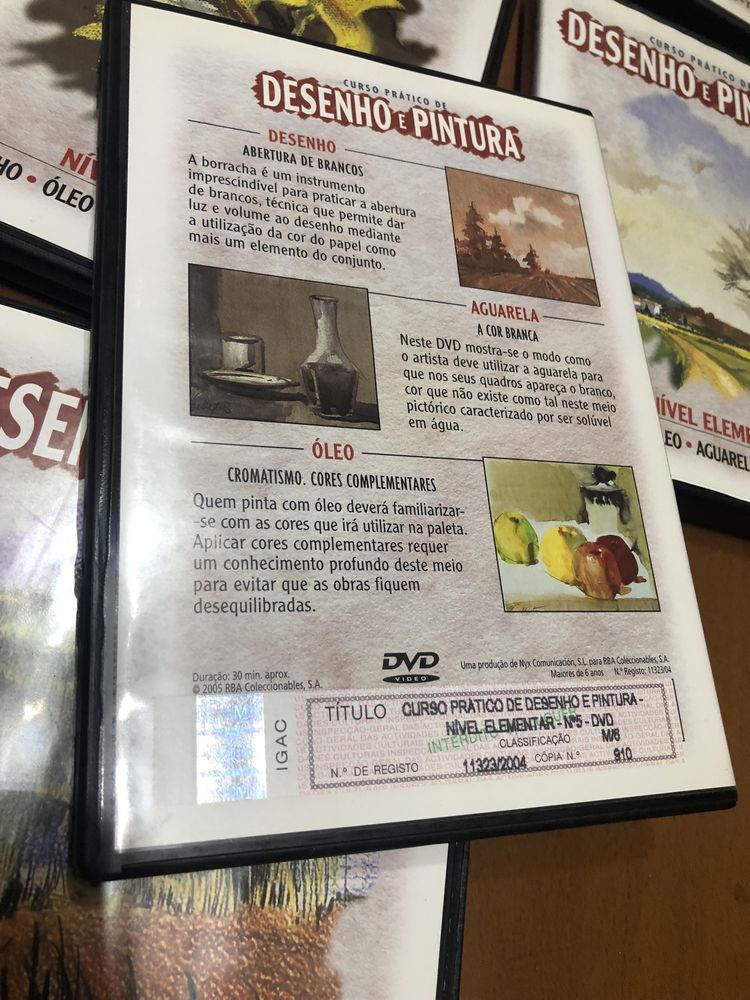 CURSO PRÁTICO DE
DESENHO E PINTURA
DESENHO
ABERTURA DE BRANCOS
A borracha é um instrumento
imprescindível para praticar a abertura
de brancos, técnica que permite dar
luz e volume ao desenho mediante
a utilização da cor do papel como
mais um elemento do conjunto.
AGUARELA
A COR BRANCA
Neste DVD mostra-se o modo como
o artista deve utilizar a aguarela para
que nos seus quadros apareça o branco,
cor que não existe como tal neste meio
pictórico caracterizado por ser solúvel
em água.
ÓLEO
CROMATISMO. CORES COMPLEMENTARES
Quem pinta com óleo deverá familiarizar-
-se com as cores que irá utilizar na paleta.
Aplicar cores complementares requer
um conhecimento profundo deste meio
para evitar que as obras fiquem
desequilibradas.
Duração: 30 min. aprox.
© 2005 RBA Coleccionables, S.A.
DVD
VIDEO
Uma produção de Nyx Comunicación, S.L. para RBA Coleccionables, S.A.
Maiores de 6 anos N.º Registo: 11323/04
IGAC
TÍTULO CURSO PRÁTICO DE DESENHO E PINTURA -
NÍVEL ELEMENTAR - Nº5 - DVD
CLASSIFICAÇÃO M/6
N.º DE REGISTO 11323/2004 CÓPIA N.º 910
CURSO PRÁTICO DE
DESENHO E PIN
NÍVEL ELEME
EO • AGUAREL
NÍV
HO • ÓLEO
SE